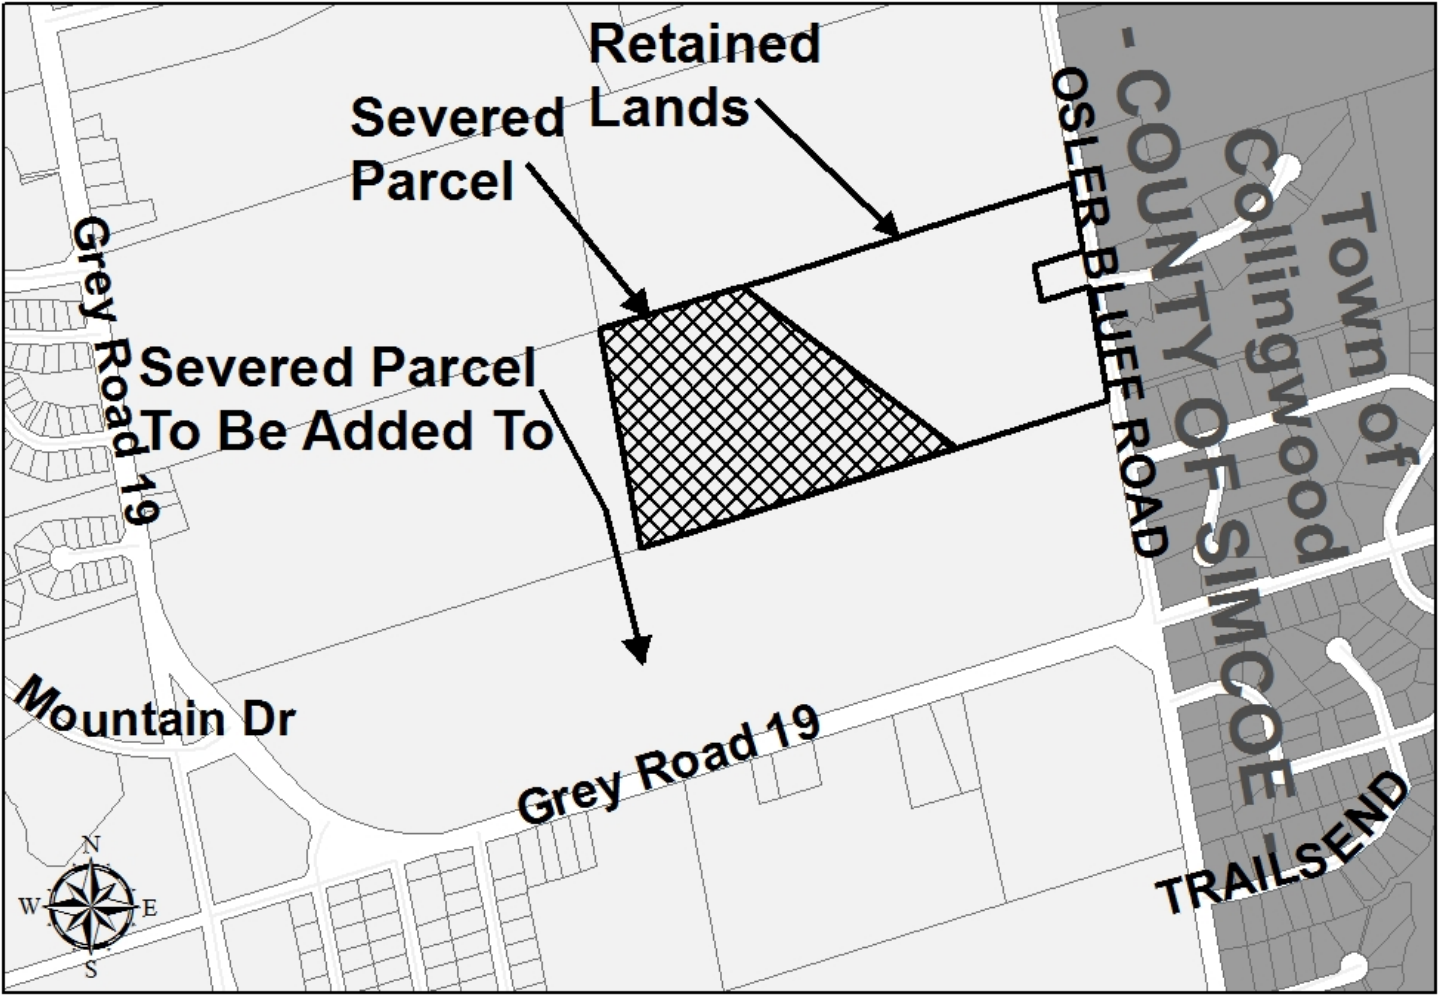 Retained
Lands
Severed
Parcel
Severed Parcel
To Be Added To
Grey Road 19
OSLER BLUFF ROAD
- COUNTY OF SIMCOE -
Town of
Collingwood
Mountain Dr
Grey Road 19
TRAILSEND
N
W
E
S